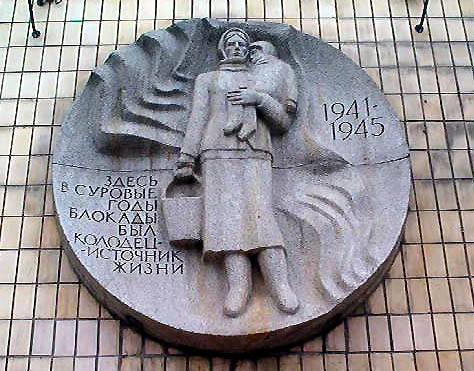 1941-
1945
ЗДЕСЬ
В СУРОВЫЕ
ГОДЫ
БЛОКАДЫ
БЫЛ
КОЛОДЕЦ-
-ИСТОЧНИК
ЖИЗНИ